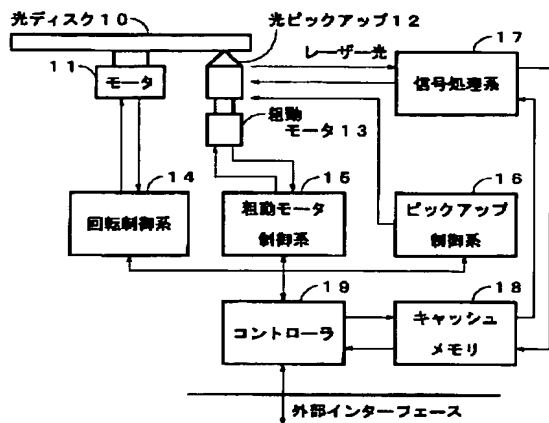 光ディスク10
光ピックアップ12
11
モータ
レーザー光
17
信号処理系
粗動
モータ13
14
回転制御系
15
粗動モータ
制御系
16
ピックアップ
制御系
19
コントローラ
18
キャッシュ
メモリ
外部インターフェース